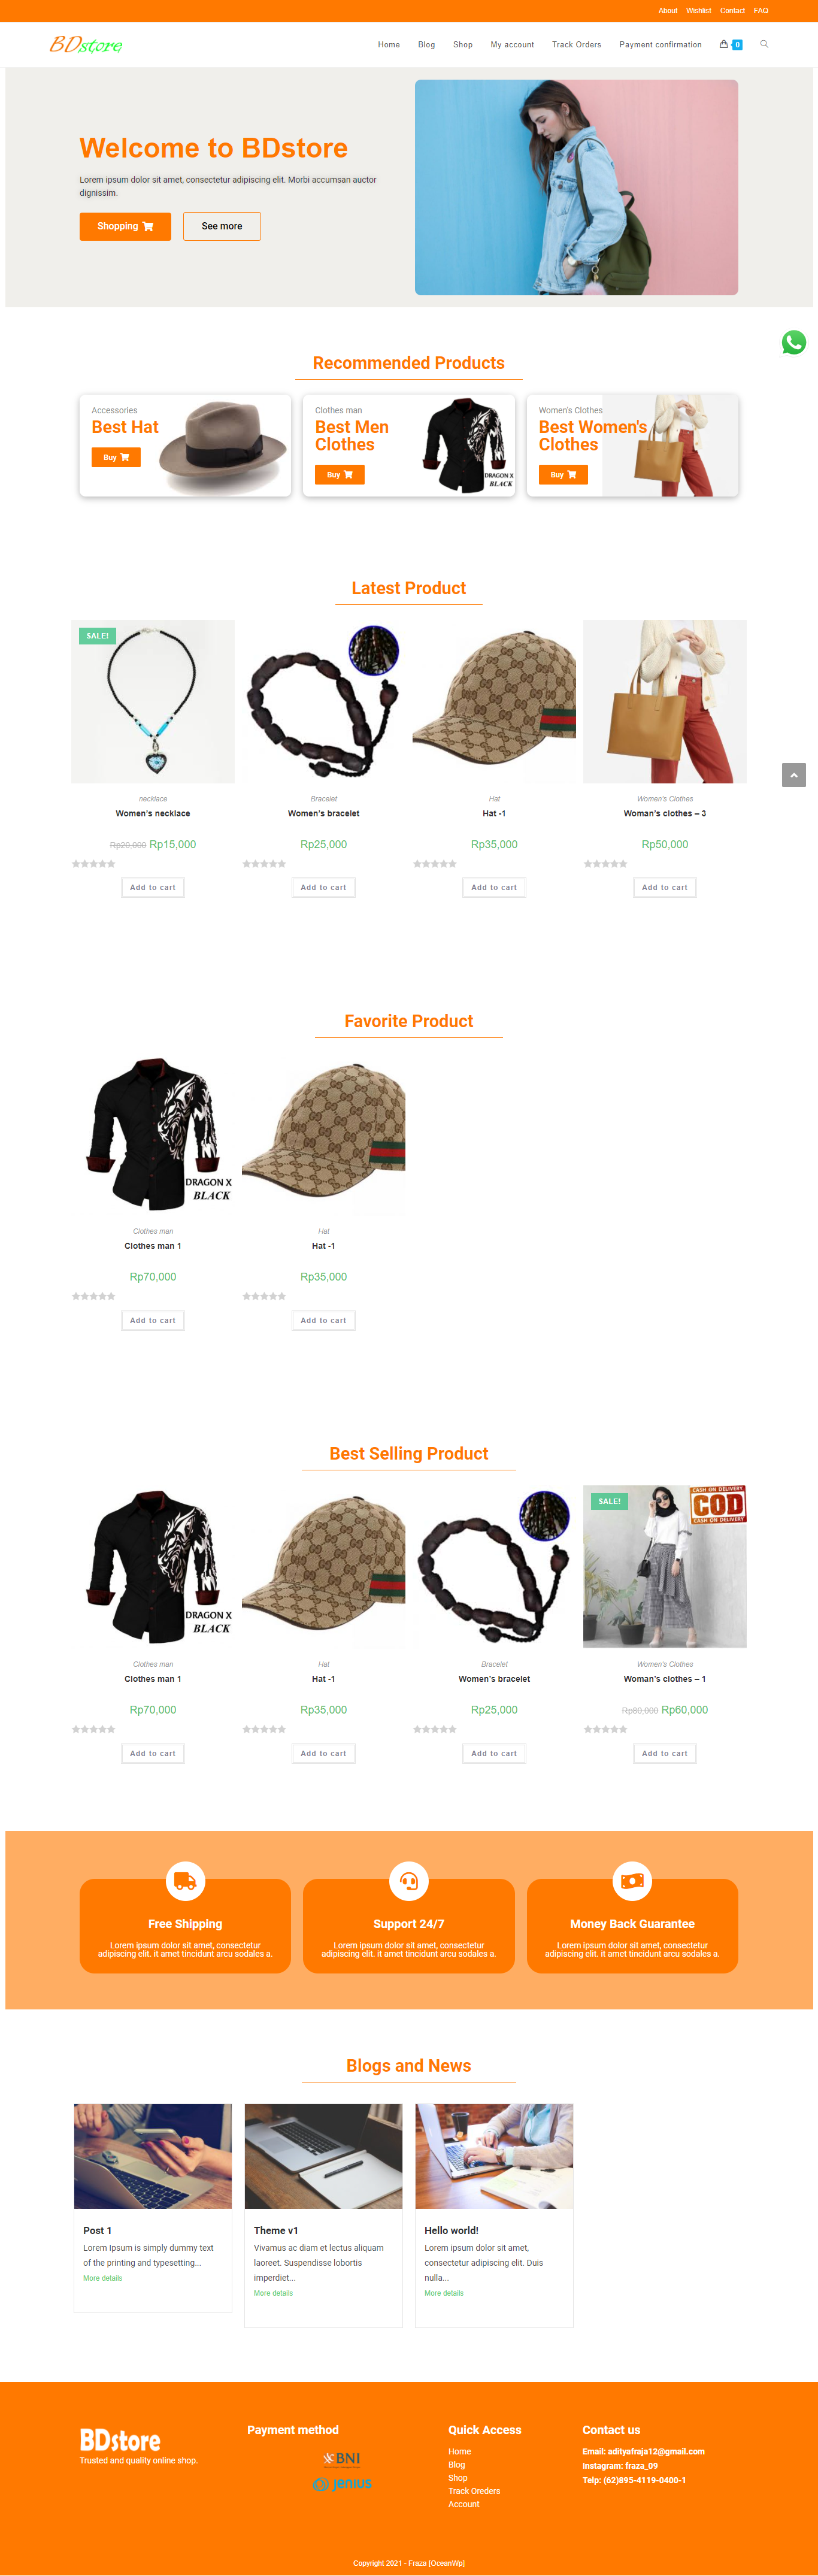 About Wishlist Contact FAQ
BDstore
Home Blog Shop My account Track Orders Payment confirmation 0
Welcome to BDstore
Lorem ipsum dolor sit amet, consectetur adipiscing elit. Morbi accumsan auctor
dignissim.
Shopping See more
Recommended Products
Accessories
Best Hat
Buy
Clothes man
Best Men
Clothes
Buy
DRAGON X
BLACK
Women's Clothes
Best Women's
Clothes
Buy
Latest Product
SALE!
necklace
Women's necklace
Rp20,000 Rp15,000
Add to cart
Bracelet
Women's bracelet
Rp25,000
Add to cart
Hat
Hat -1
Rp35,000
Add to cart
Women's Clothes
Woman's clothes – 3
Rp50,000
Add to cart
Favorite Product
DRAGON X
BLACK
Clothes man
Clothes man 1
Rp70,000
Add to cart
Hat
Hat -1
Rp35,000
Add to cart
Best Selling Product
DRAGON X
BLACK
Clothes man
Clothes man 1
Rp70,000
Add to cart
Hat
Hat -1
Rp35,000
Add to cart
Bracelet
Women's bracelet
Rp25,000
Add to cart
SALE!
CASH ON DELIVERY
COD
CASH ON DELIVERY
Women's Clothes
Woman's clothes – 1
Rp80,000 Rp60,000
Add to cart
Free Shipping
Lorem ipsum dolor sit amet, consectetur
adipiscing elit. it amet tincidunt arcu sodales a.
Support 24/7
Lorem ipsum dolor sit amet, consectetur
adipiscing elit. it amet tincidunt arcu sodales a.
Money Back Guarantee
Lorem ipsum dolor sit amet, consectetur
adipiscing elit. it amet tincidunt arcu sodales a.
Blogs and News
Post 1
Lorem Ipsum is simply dummy text
of the printing and typesetting...
More details
Theme v1
Vivamus ac diam et lectus aliquam
laoreet. Suspendisse lobortis
imperdiet...
More details
Hello world!
Lorem ipsum dolor sit amet,
consectetur adipiscing elit. Duis
nulla...
More details
BDstore
Trusted and quality online shop.
Payment method
BNI
jenius
Quick Access
Home
Blog
Shop
Track Oreders
Account
Contact us
Email: adityafraja12@gmail.com
Instagram: fraza_09
Telp: (62)895-4119-0400-1
Copyright 2021 - Fraza [OceanWp]